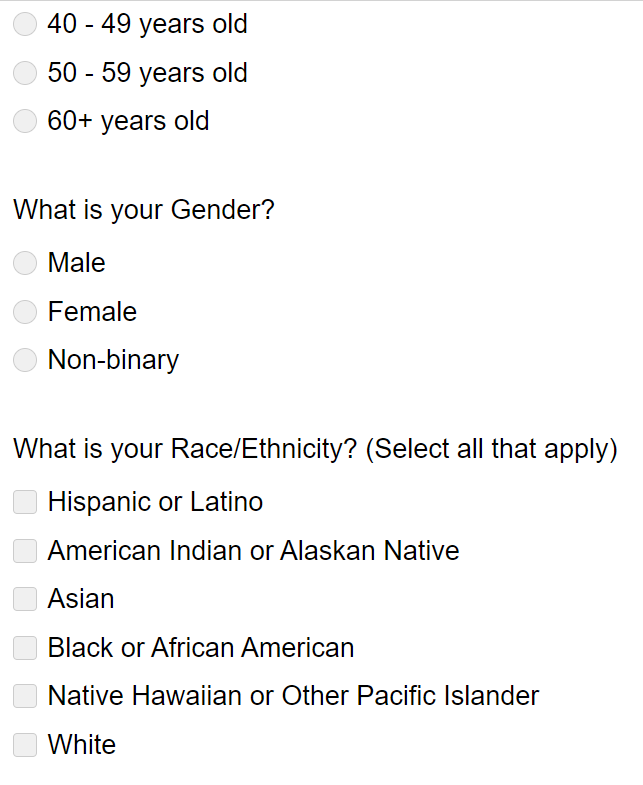 40 - 49 years old
50 - 59 years old
60+ years old
What is your Gender?
Male
Female
Non-binary
What is your Race/Ethnicity? (Select all that apply)
Hispanic or Latino
American Indian or Alaskan Native
Asian
Black or African American
Native Hawaiian or Other Pacific Islander
White